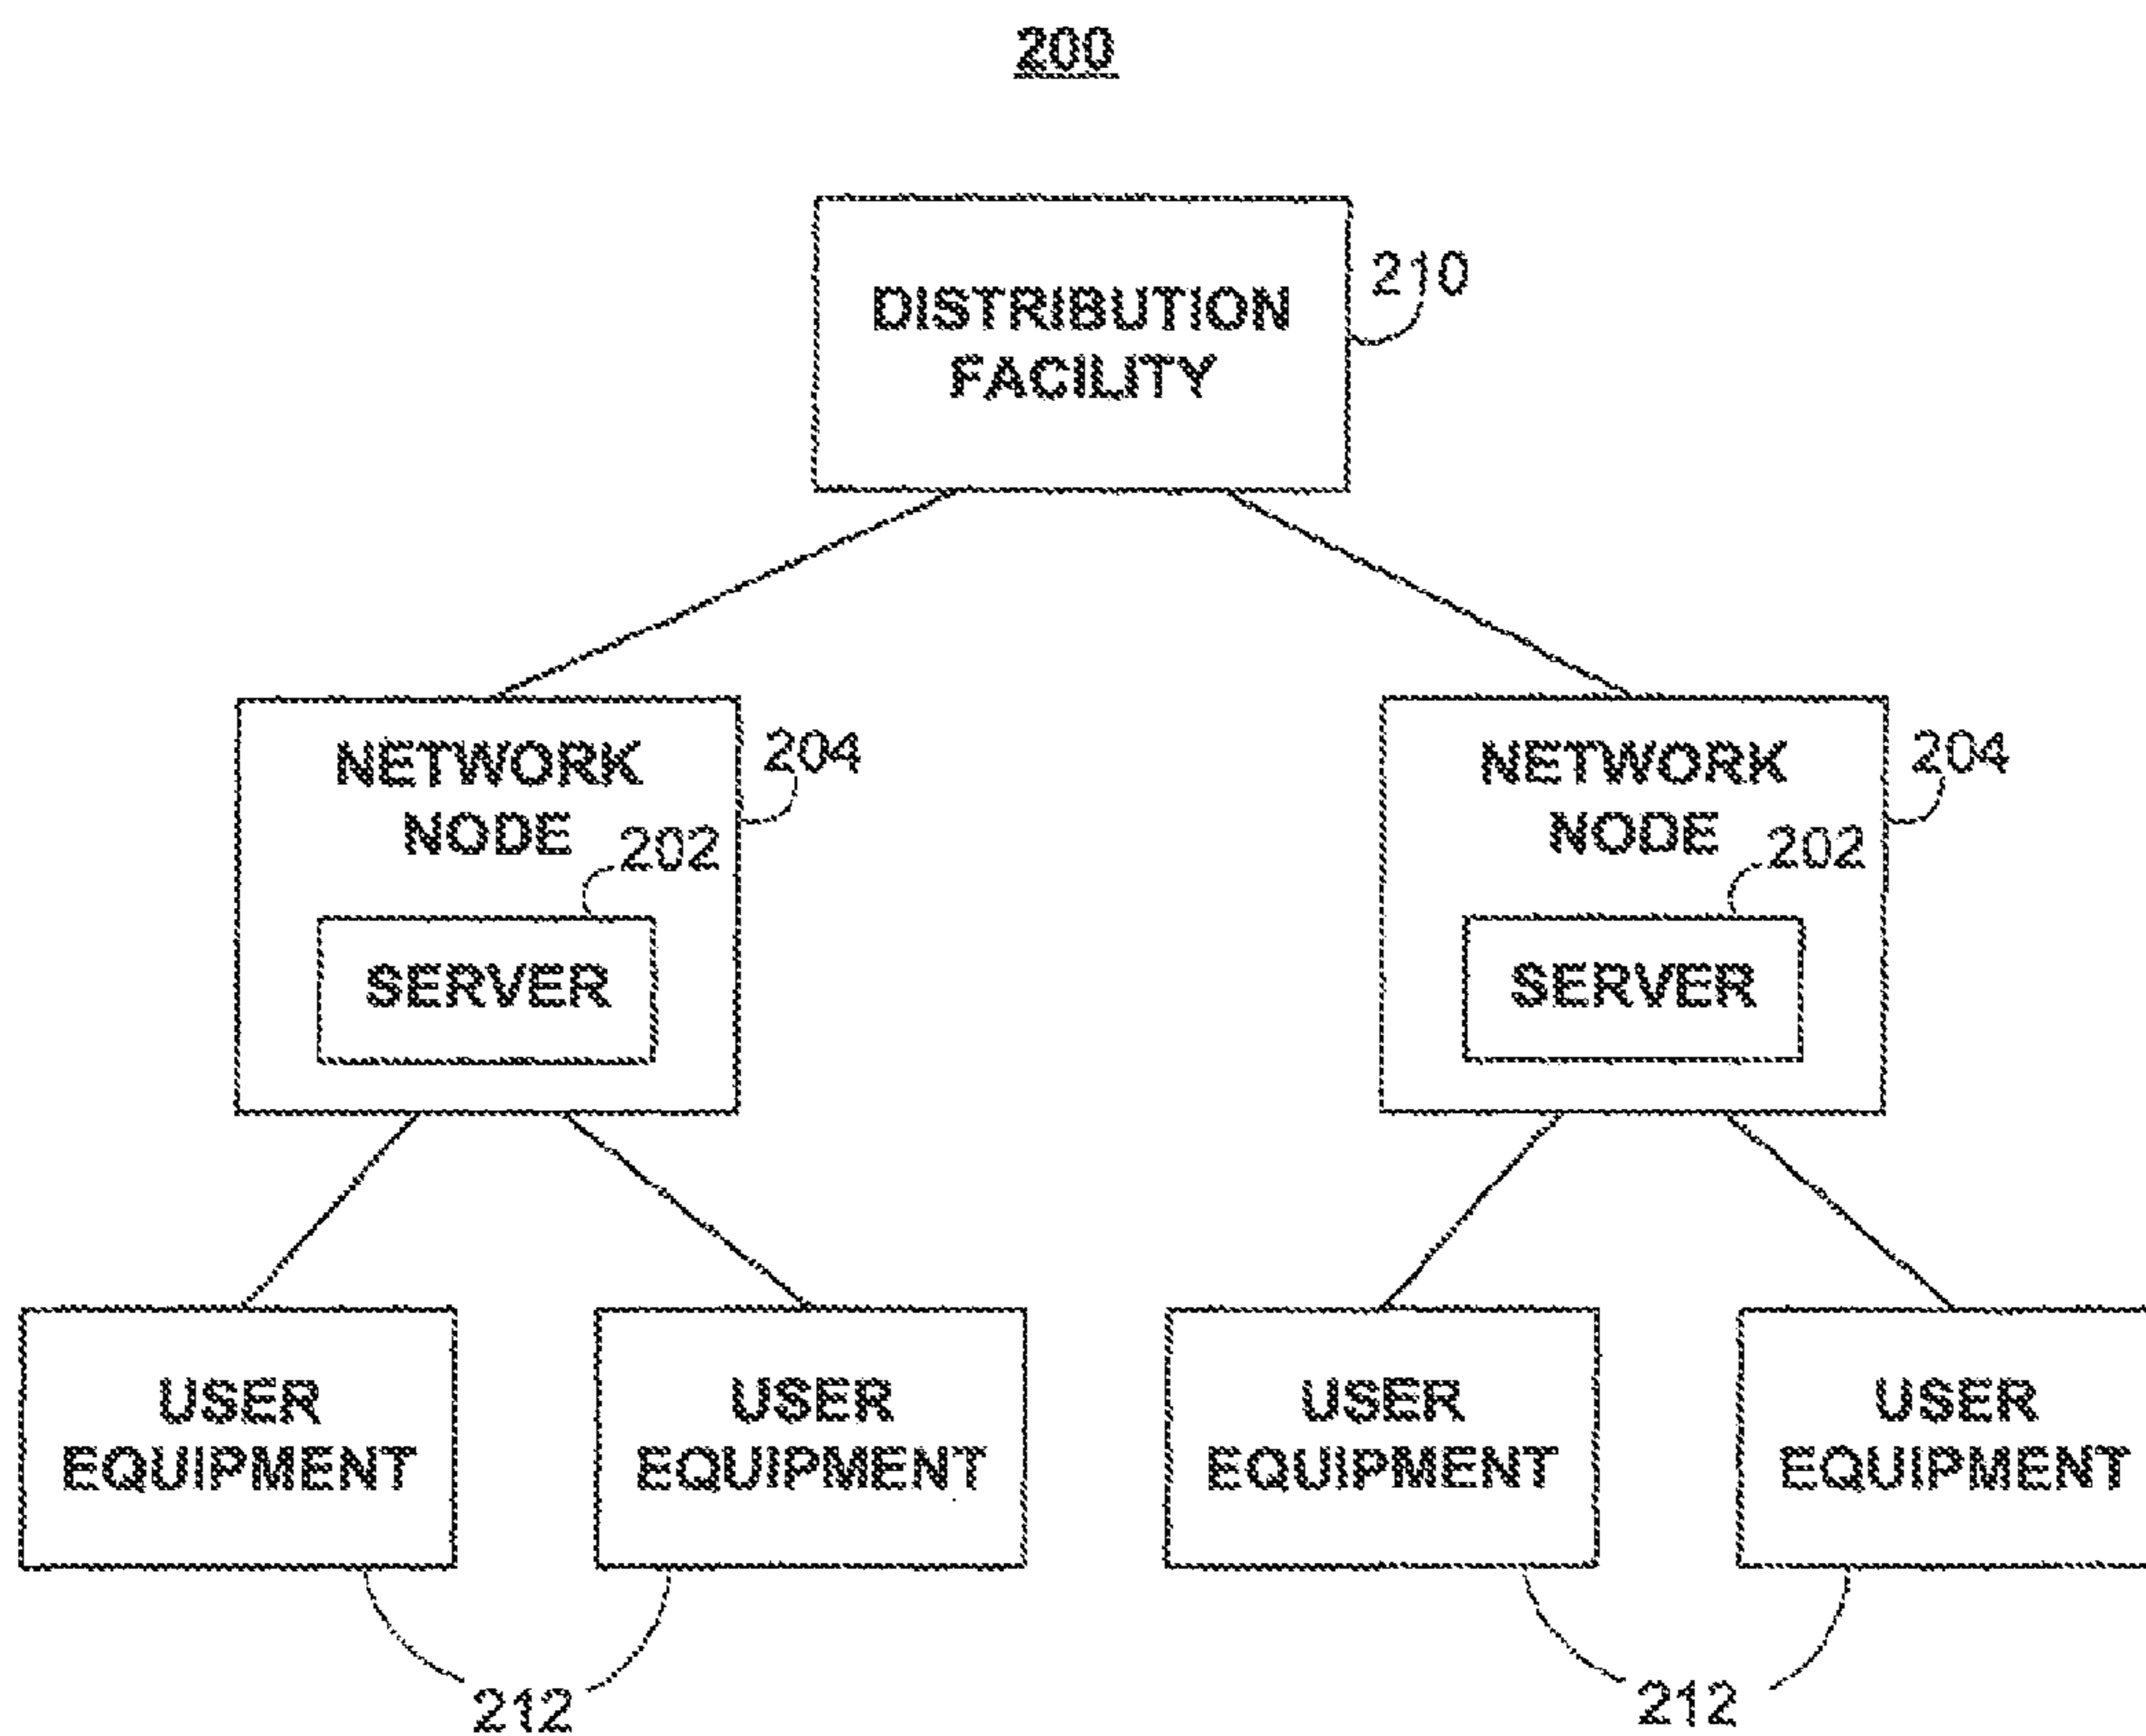 200
DISTRIBUTION
FACILITY
210
NETWORK
NODE
204
202
SERVER
NETWORK
NODE
204
202
SERVER
USER
EQUIPMENT
USER
EQUIPMENT
USER
EQUIPMENT
USER
EQUIPMENT
212
212